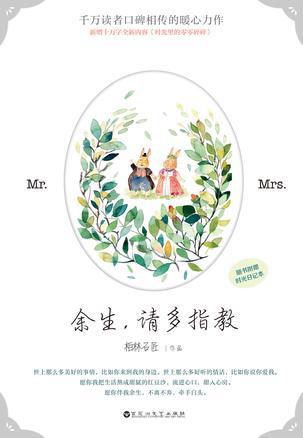 千万读者口碑相传的暖心力作
新增十万字全新内容《时光里的零零碎碎》
Mr.
Mrs.
随书附赠
时光日记本
余生，请多指教
柏林石匠 | 作品
世上那么多美好的事情，比如你来到我的身边。世上那么多好听的情话，比如你说你爱我。
愿你我把生活熬成甜腻的红豆沙，流进心口，甜入心房。
愿你伴我余生，不离不弃，牵手白头。
百花洲文艺出版社